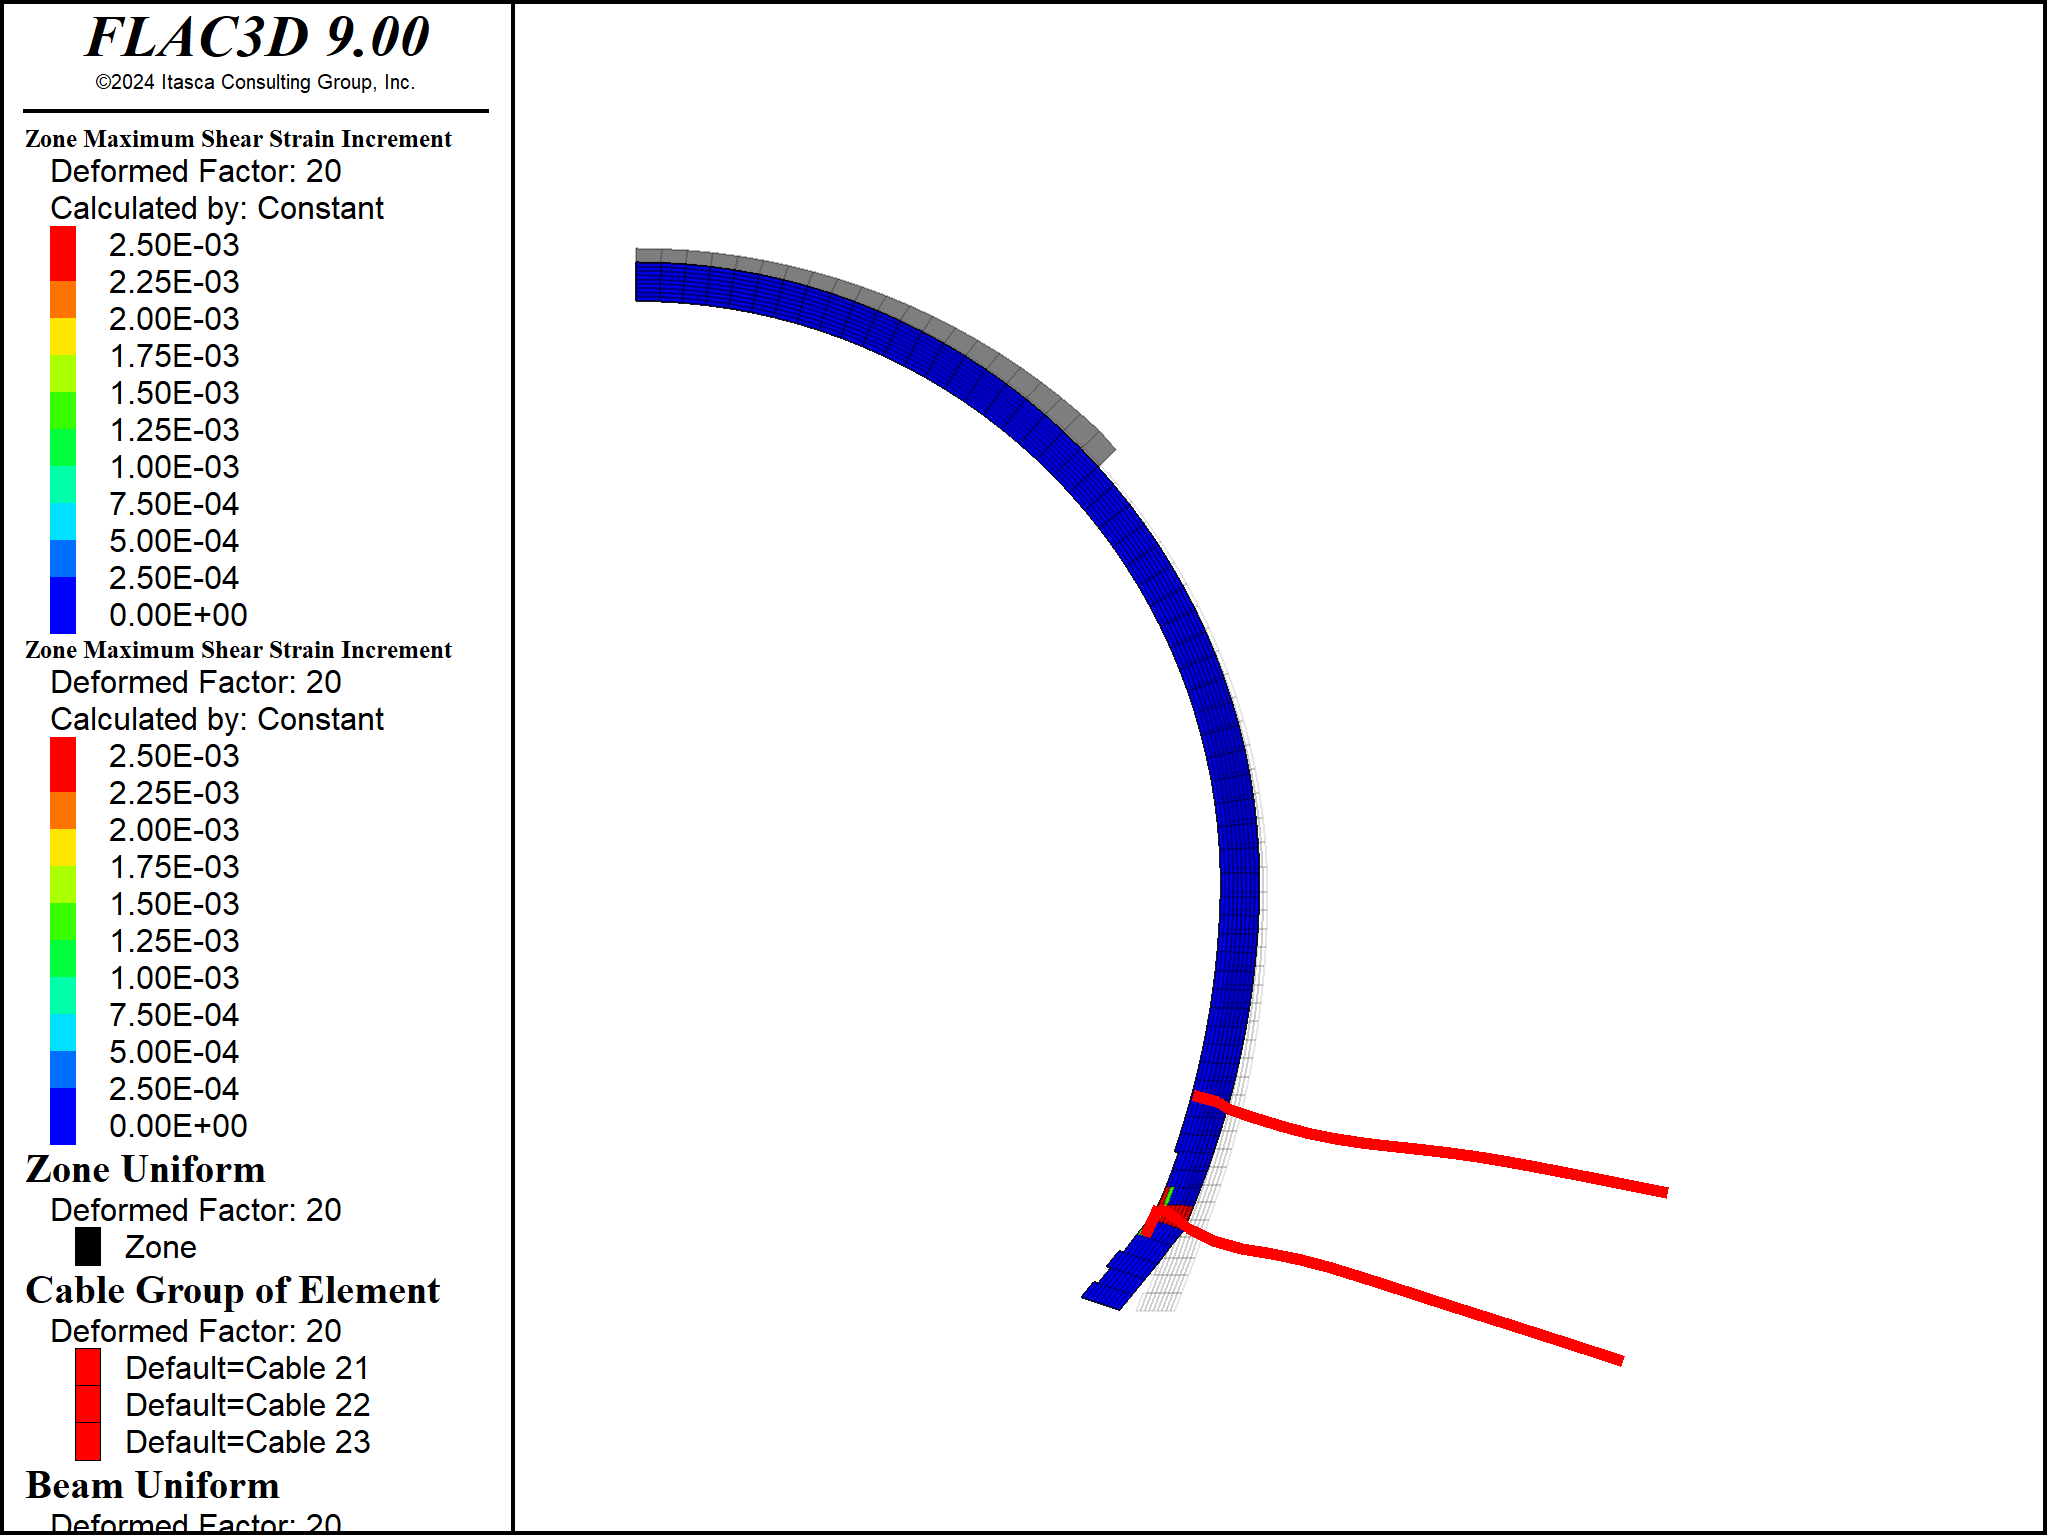 FLAC3D 9.00
©2024 Itasca Consulting Group, Inc.
Zone Maximum Shear Strain Increment
Deformed Factor: 20
Calculated by: Constant
2.50E-03
2.25E-03
2.00E-03
1.75E-03
1.50E-03
1.25E-03
1.00E-03
7.50E-04
5.00E-04
2.50E-04
0.00E+00
Zone Maximum Shear Strain Increment
Deformed Factor: 20
Calculated by: Constant
2.50E-03
2.25E-03
2.00E-03
1.75E-03
1.50E-03
1.25E-03
1.00E-03
7.50E-04
5.00E-04
2.50E-04
0.00E+00
Zone Uniform
Deformed Factor: 20
Zone
Cable Group of Element
Deformed Factor: 20
Default=Cable 21
Default=Cable 22
Default=Cable 23
Beam Uniform
Deformed Factor: 20